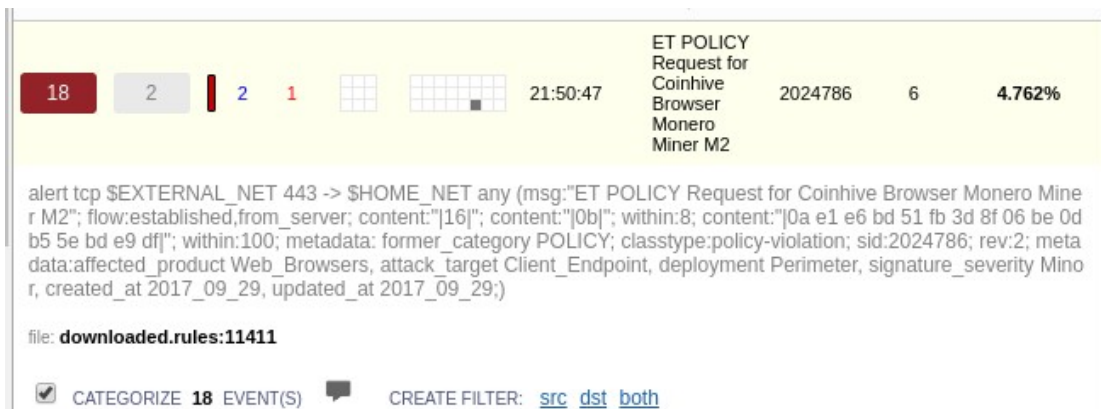 ET POLICY
Request for
Coinhive
Browser
Monero
Miner M2
18 2 2 1 21:50:47 2024786 6 4.762%
alert tcp $EXTERNAL_NET 443 -> $HOME_NET any (msg:"ET POLICY Request for Coinhive Browser Monero Mine
r M2"; flow:established,from_server; content:"|16|"; content:"|0b|"; within:8; content:"|0a e1 e6 bd 51 fb 3d 8f 06 be 0d
b5 5e bd e9 df|"; within:100; metadata: former_category POLICY; classtype:policy-violation; sid:2024786; rev:2; meta
data:affected_product Web_Browsers, attack_target Client_Endpoint, deployment Perimeter, signature_severity Mino
r, created_at 2017_09_29, updated_at 2017_09_29;)
file: downloaded.rules:11411
CATEGORIZE 18 EVENT(S) CREATE FILTER: src dst both